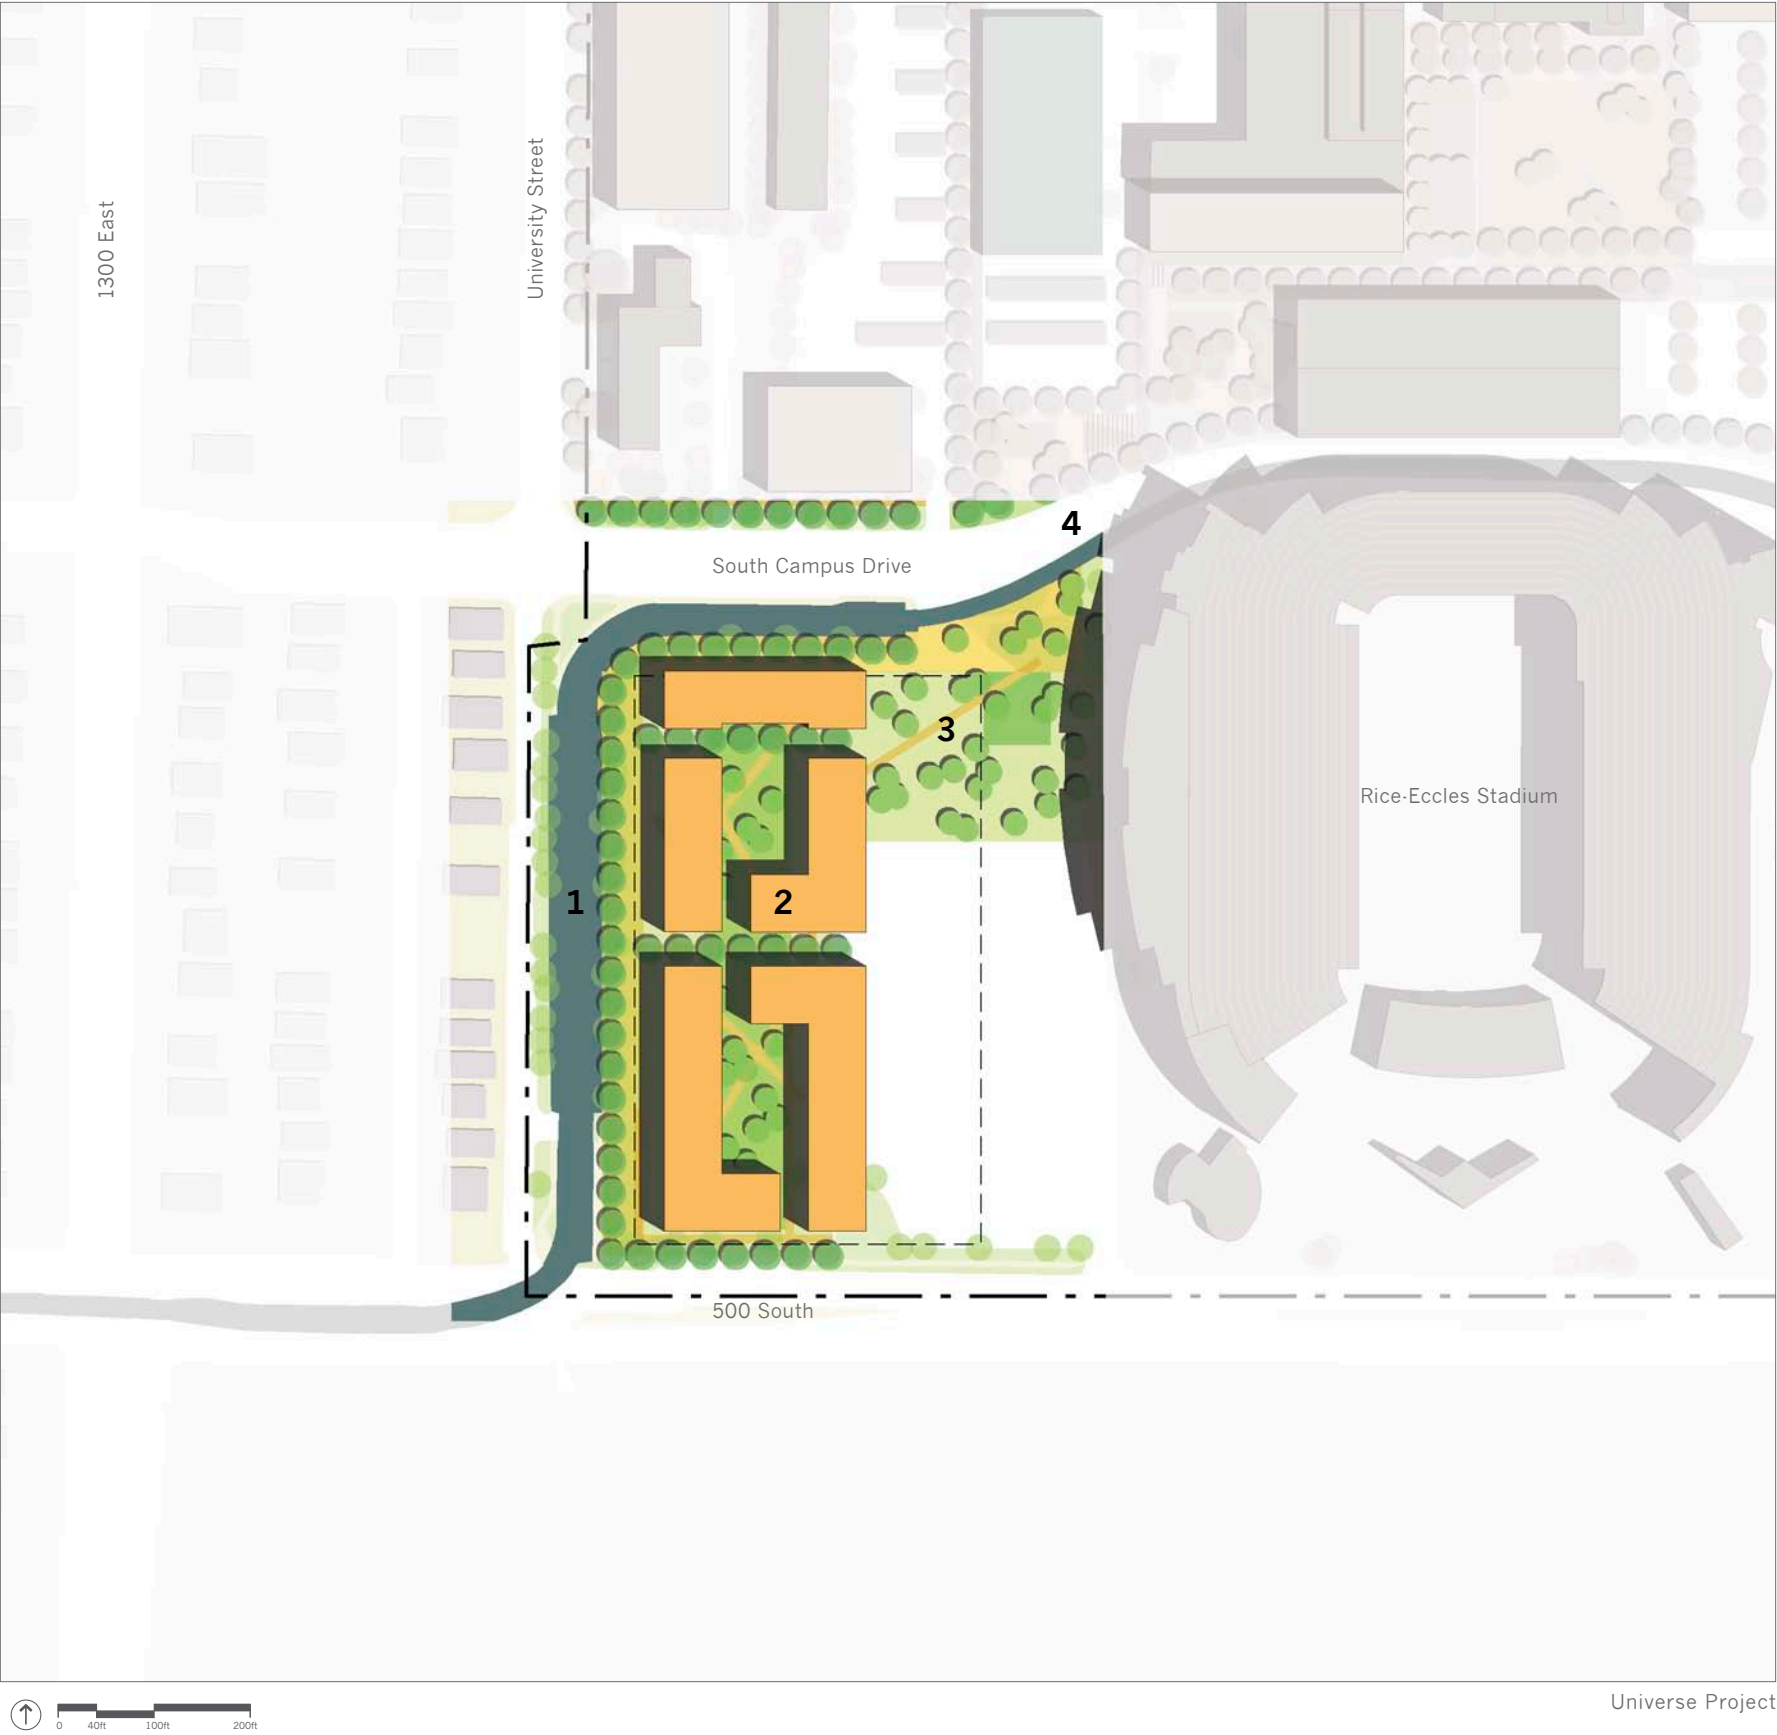 1300 East
University Street
4
South Campus Drive
3
Rice-Eccles Stadium
1
2
500 South
0 40ft 100ft 200ft
Universe Project